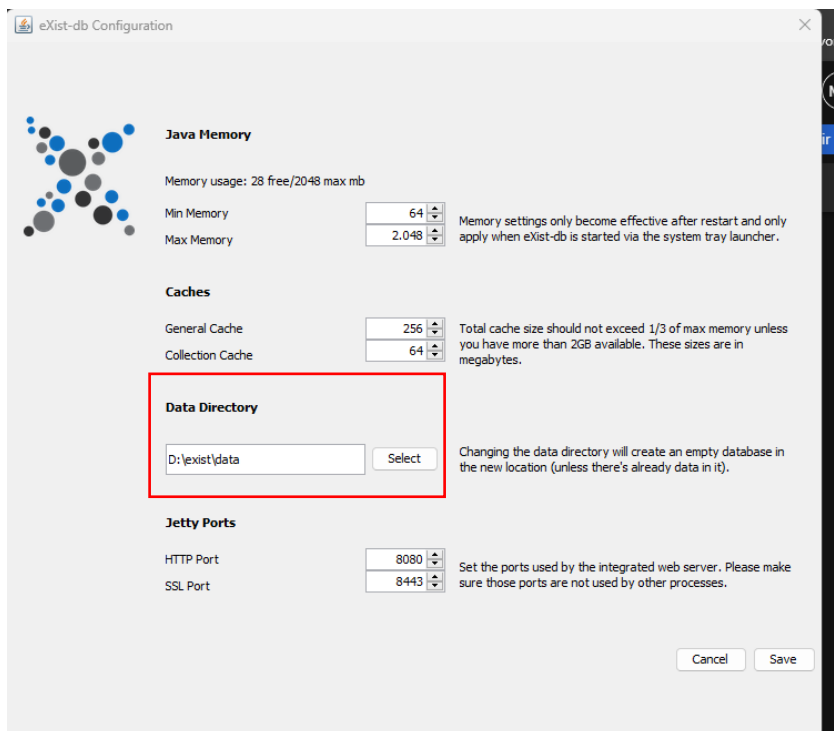 eXist-db Configuration
Java Memory
Memory usage: 28 free/2048 max mb
Min Memory 64
Max Memory 2.048
Memory settings only become effective after restart and only
apply when eXist-db is started via the system tray launcher.
Caches
General Cache 256
Collection Cache 64
Total cache size should not exceed 1/3 of max memory unless
you have more than 2GB available. These sizes are in
megabytes.
Data Directory
D:\exist\data Select
Changing the data directory will create an empty database in
the new location (unless there's already data in it).
Jetty Ports
HTTP Port 8080
SSL Port 8443
Set the ports used by the integrated web server. Please make
sure those ports are not used by other processes.
Cancel Save